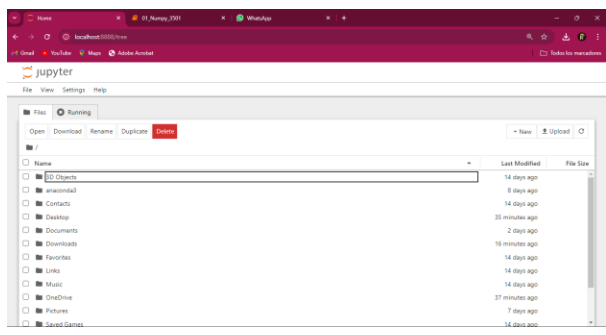 Home 01_Numpy_3501 WhatsApp
localhost:8888/tree
Gmail YouTube Maps Adobe Acrobat Todos los marcadores
jupyter
File View Settings Help
Files Running
Open Download Rename Duplicate Delete New Upload
/
Name Last Modified File Size
3D Objects 14 days ago
anaconda3 8 days ago
Contacts 14 days ago
Desktop 35 minutes ago
Documents 2 days ago
Downloads 16 minutes ago
Favorites 14 days ago
Links 14 days ago
Music 14 days ago
OneDrive 37 minutes ago
Pictures 7 days ago
Saved Games 14 days ago